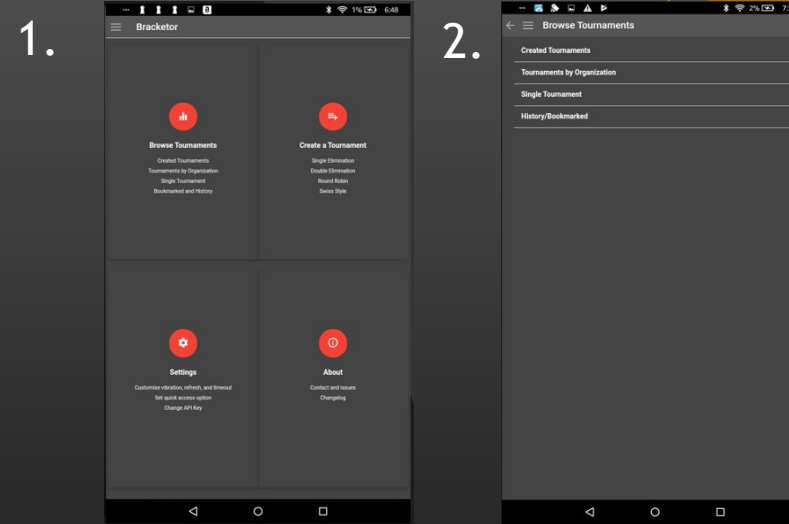 1.
1% 6:48
Bracketor
Browse Tournaments
Created Tournaments
Tournaments by Organization
Single Tournament
Bookmarked and History
Create a Tournament
Single Elimination
Double Elimination
Round Robin
Swiss Style
Settings
Customise vibration, refresh, and timeout
Set quick access option
Change API Key
About
Contact and issues
Changelog
2.
2%
Browse Tournaments
Created Tournaments
Tournaments by Organization
Single Tournament
History/Bookmarked